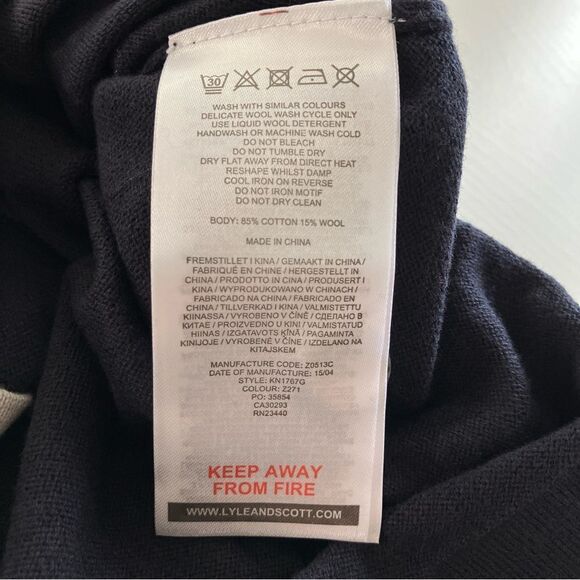 30
WASH WITH SIMILAR COLOURS
DELICATE WOOL WASH CYCLE ONLY
USE LIQUID WOOL DETERGENT
HANDWASH OR MACHINE WASH COLD
DO NOT BLEACH
DO NOT TUMBLE DRY
DRY FLAT AWAY FROM DIRECT HEAT
RESHAPE WHILST DAMP
COOL IRON ON REVERSE
DO NOT IRON MOTIF
DO NOT DRY CLEAN
BODY: 85% COTTON 15% WOOL
MADE IN CHINA
FREMSTILLET I KINA / GEMAAKT IN CHINA /
FABRIQUÉ EN CHINE / HERGESTELLT IN
CHINA / PRODOTTO IN CINA / PRODUSERT I
KINA / WYPRODUKOWANO W CHINACH /
FABRICADO NA CHINA / FABRICADO EN
CHINA / TILLVERKAD I KINA / VALMISTETTU
KIINASSA / VYROBENO V ČÍNĚ / СДЕЛАНО В
КИТАЕ / PROIZVEDNO U KINI / VALMISTATUD
HIINAS / IZGATAVOTS ĶĪNĀ / PAGAMINTA
KINIJOJE / VYROBENÉ V ČÍNE / IZDELANO NA
KITAJSKEM
MANUFACTURE CODE: Z0513C
DATE OF MANUFACTURE: 15/04
STYLE: KN1767G
COLOUR: Z271
PO: 35854
CA30293
RN23440
KEEP AWAY
FROM FIRE
WWW.LYLEANDSCOTT.COM